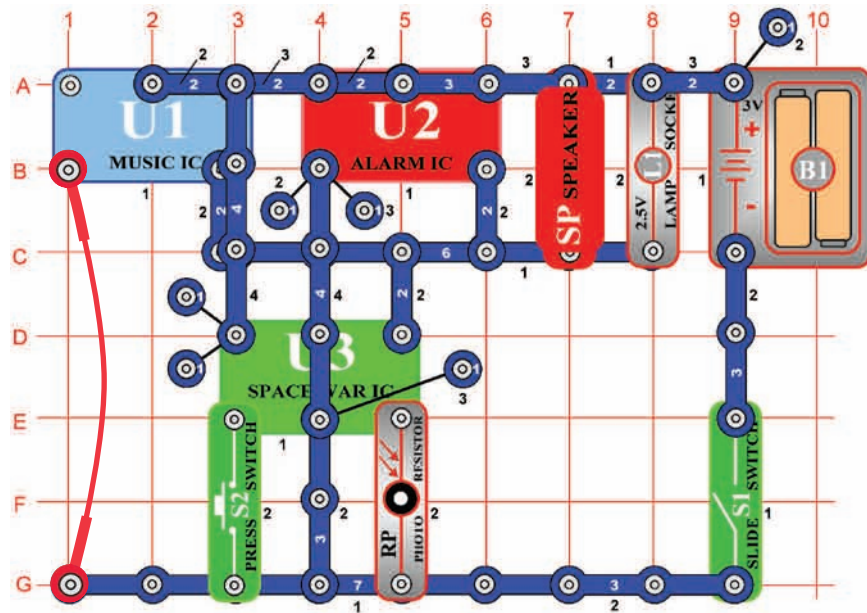 1 2 3 4 5 6 7 8 9 10
2 3 2 3 1 3 2
A 2 2 2 3 2 2
U1 U2 3V +
MUSIC IC ALARM IC
B 1 2 1 3 1
SP SPEAKER
2.5V L1 LAMP SOCKET
B1
-
2 2 4 1 2 2 2 2 1
C 6 1
4 4 4 2 2 2
D 1 1
U3
SPACE WAR IC
1 3
3
E 1
S2 PRESS SWITCH
RP PHOTO RESISTOR
S1 SLIDE SWITCH
F 2 2 2 1
3
G 7 3
1 2